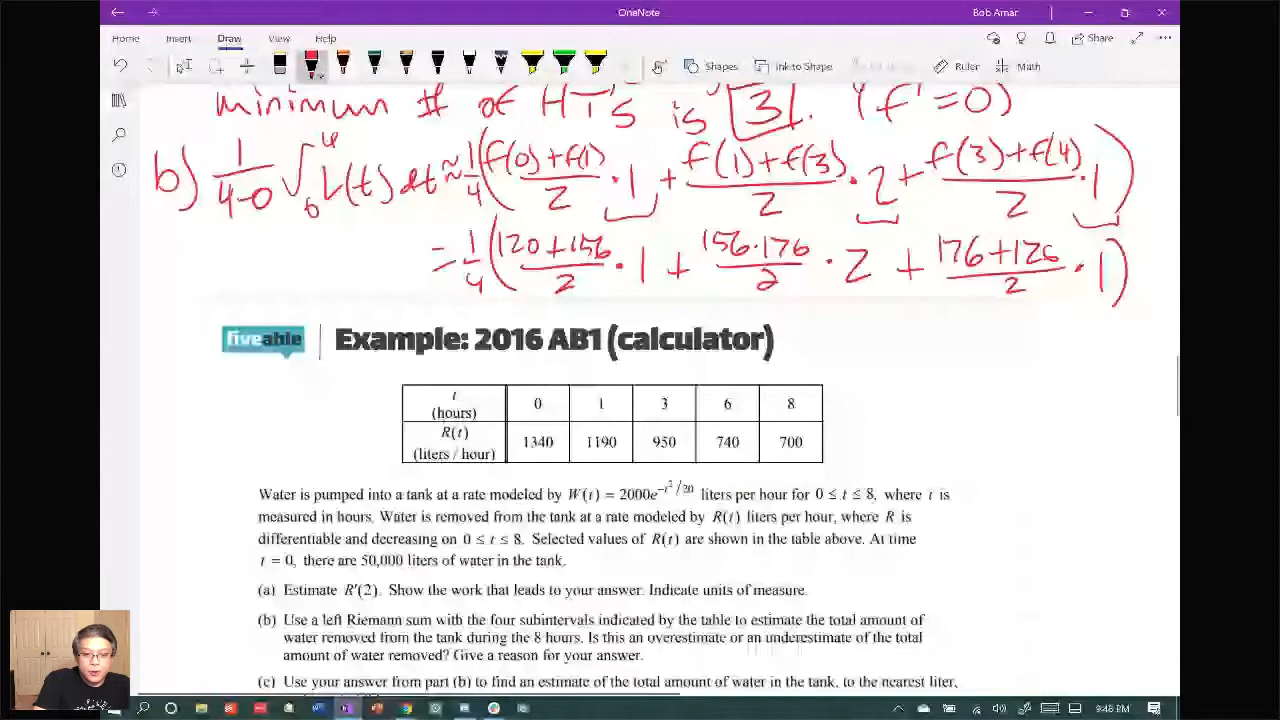 OneNote
Bob Amar
Home Insert Draw View Help
Share
Shapes Ink to Shape Ruler Math
minimum # of HT's is 3. (f'=0)
b) 1/(4-0) ∫₀⁴ L(t) dt ≈ 1/4 ( (f(0)+f(1))/2 · 1 + (f(1)+f(3))/2 · 2 + (f(3)+f(4))/2 · 1 )
= 1/4 ( (120+156)/2 · 1 + (156·176)/2 · 2 + (176+126)/2 · 1 )
fiveable
Example: 2016 AB1 (calculator)
t (hours) 0 1 3 6 8
R(t) (liters / hour) 1340 1190 950 740 700
Water is pumped into a tank at a rate modeled by W(t) = 2000e^(-t²/20) liters per hour for 0 ≤ t ≤ 8, where t is
measured in hours. Water is removed from the tank at a rate modeled by R(t) liters per hour, where R is
differentiable and decreasing on 0 ≤ t ≤ 8. Selected values of R(t) are shown in the table above. At time
t = 0, there are 50,000 liters of water in the tank.
(a) Estimate R'(2). Show the work that leads to your answer. Indicate units of measure.
(b) Use a left Riemann sum with the four subintervals indicated by the table to estimate the total amount of
water removed from the tank during the 8 hours. Is this an overestimate or an underestimate of the total
amount of water removed? Give a reason for your answer.
(c) Use your answer from part (b) to find an estimate of the total amount of water in the tank, to the nearest liter,
9:48 PM